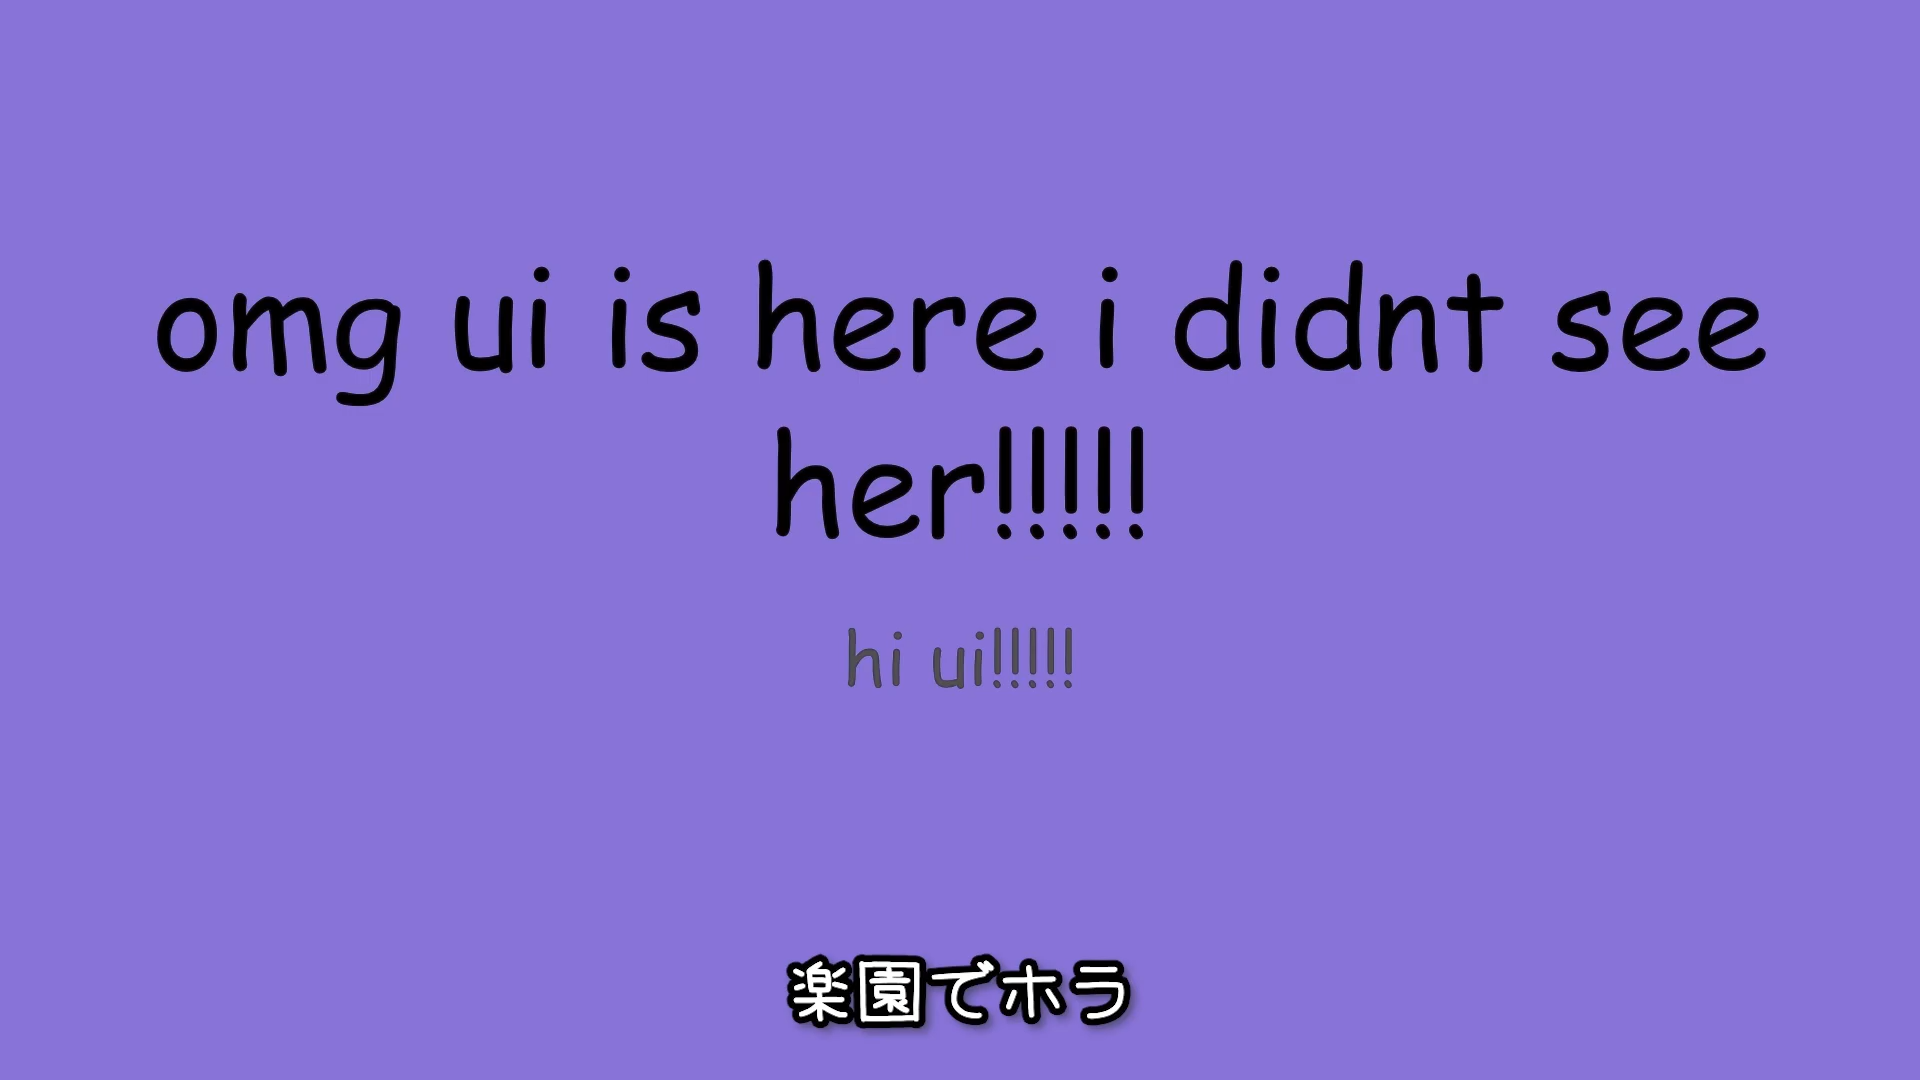 omg ui is here i didnt see
her!!!!!
hi ui!!!!!
楽園でホラ